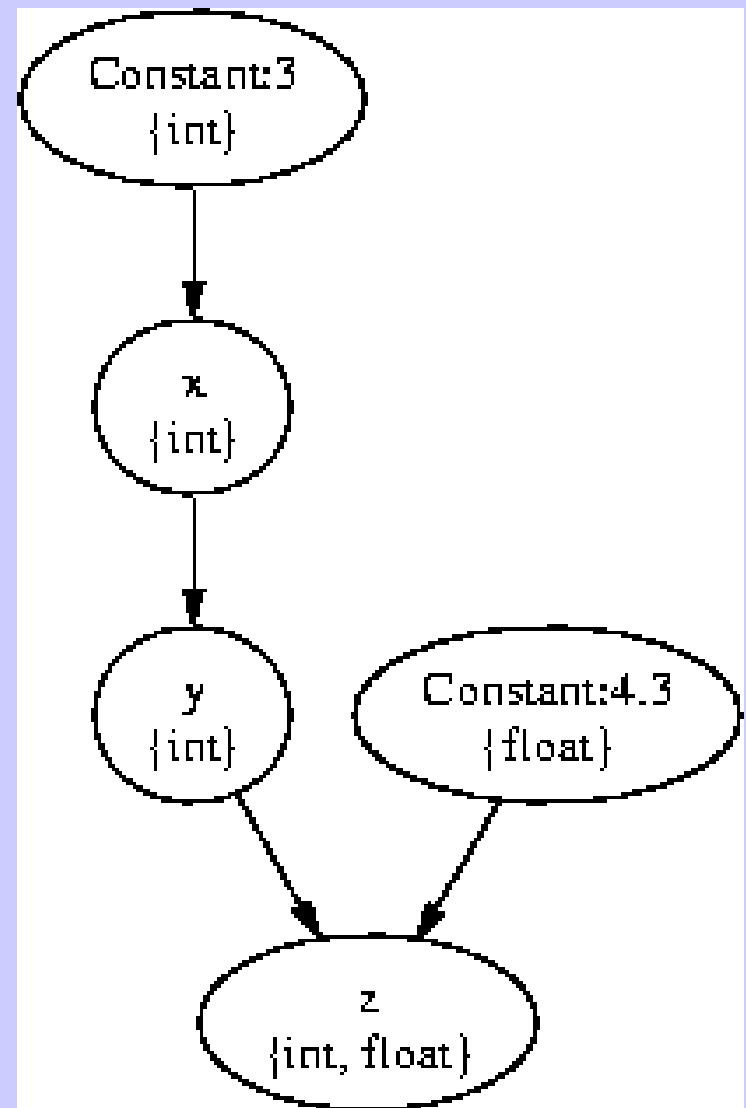 Constant:3
{int}
x
{int}
y
{int}
Constant:4.3
{float}
z
{int, float}